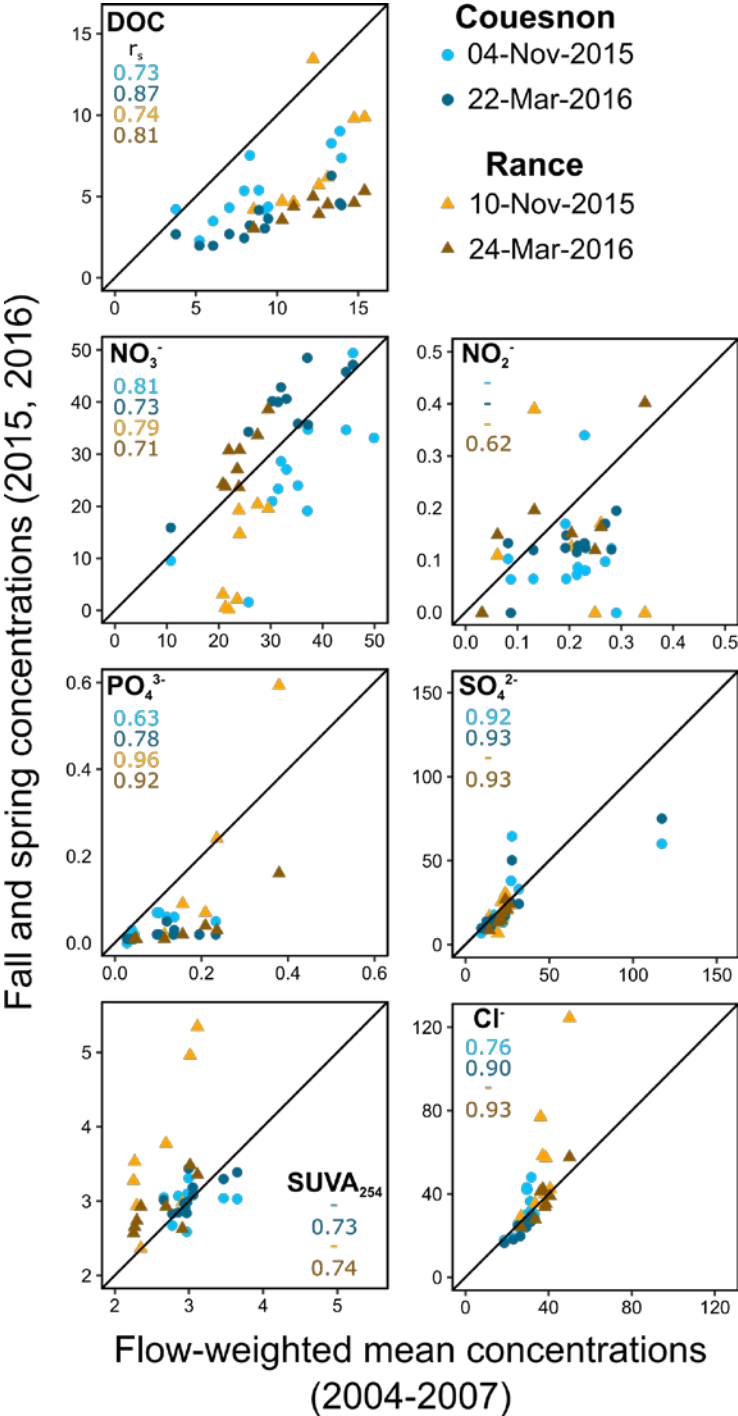 DOC
r_s
0.73
0.87
0.74
0.81
15
10
5
0
0 5 10 15
Couesnon
04-Nov-2015
22-Mar-2016
Rance
10-Nov-2015
24-Mar-2016
Fall and spring concentrations (2015, 2016)
NO₃⁻
0.81
0.73
0.79
0.71
50
40
30
20
10
0
0 10 20 30 40 50
NO₂⁻
-
-
-
0.62
0.5
0.4
0.3
0.2
0.1
0.0
0.0 0.1 0.2 0.3 0.4 0.5
PO₄³⁻
0.63
0.78
0.96
0.92
0.6
0.4
0.2
0.0
0.0 0.2 0.4 0.6
SO₄²⁻
0.92
0.93
-
0.93
150
100
50
0
0 50 100 150
SUVA₂₅₄
-
0.73
-
0.74
5
4
3
2
2 3 4 5
Cl⁻
0.76
0.90
-
0.93
120
80
40
0
0 40 80 120
Flow-weighted mean concentrations
(2004-2007)